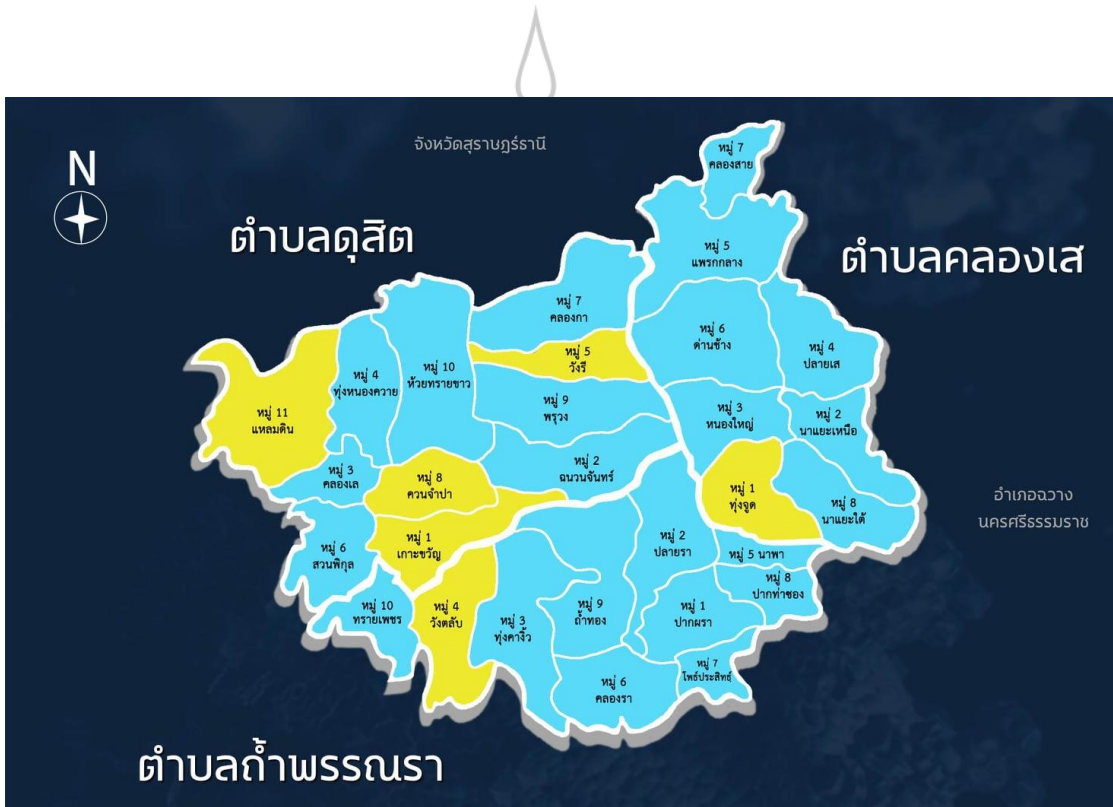 จังหวัดสุราษฎร์ธานี
N
ตำบลดุสิต
ตำบลคลองเส
หมู่ 7
คลองสาย
หมู่ 5
แพรกกลาง
หมู่ 7
คลองกา
หมู่ 6
ด่านช้าง
หมู่ 4
ปลายเส
หมู่ 5
วังรี
หมู่ 4
ทุ่งหนองควาย
หมู่ 10
ห้วยทรายขาว
หมู่ 9
พรุวง
หมู่ 3
หนองใหญ่
หมู่ 2
นาแยะเหนือ
หมู่ 11
แหลมดิน
หมู่ 3
คลองเล
หมู่ 8
ควนจำปา
หมู่ 2
ฉนวนจันทร์
หมู่ 1
ทุ่งจูด
หมู่ 8
นาแยะใต้
อำเภอฉวาง
นครศรีธรรมราช
หมู่ 6
สวนพิกุล
หมู่ 1
เกาะขวัญ
หมู่ 2
ปลายรา
หมู่ 5 นาพา
หมู่ 8
ปากท่าซอง
หมู่ 10
ทรายเพชร
หมู่ 4
วังตลับ
หมู่ 3
ทุ่งคางิ้ว
หมู่ 9
ถ้ำทอง
หมู่ 1
ปากผรา
หมู่ 7
โพธิ์ประสิทธิ์
หมู่ 6
คลองรา
ตำบลถ้ำพรรณรา